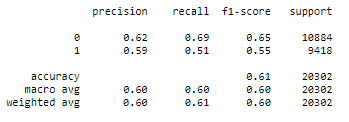 precision recall f1-score support
0 0.62 0.69 0.65 10884
1 0.59 0.51 0.55 9418
accuracy 0.61 20302
macro avg 0.60 0.60 0.60 20302
weighted avg 0.60 0.61 0.60 20302